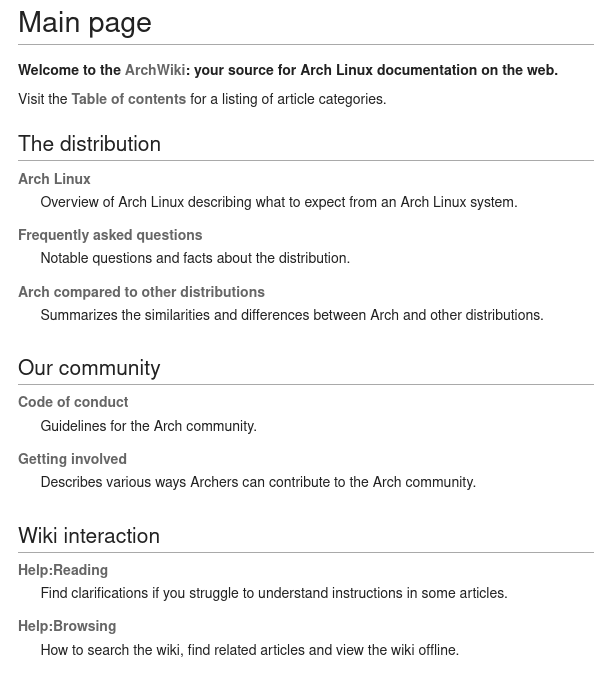 Main page
Welcome to the ArchWiki: your source for Arch Linux documentation on the web.
Visit the Table of contents for a listing of article categories.
The distribution
Arch Linux
Overview of Arch Linux describing what to expect from an Arch Linux system.
Frequently asked questions
Notable questions and facts about the distribution.
Arch compared to other distributions
Summarizes the similarities and differences between Arch and other distributions.
Our community
Code of conduct
Guidelines for the Arch community.
Getting involved
Describes various ways Archers can contribute to the Arch community.
Wiki interaction
Help:Reading
Find clarifications if you struggle to understand instructions in some articles.
Help:Browsing
How to search the wiki, find related articles and view the wiki offline.